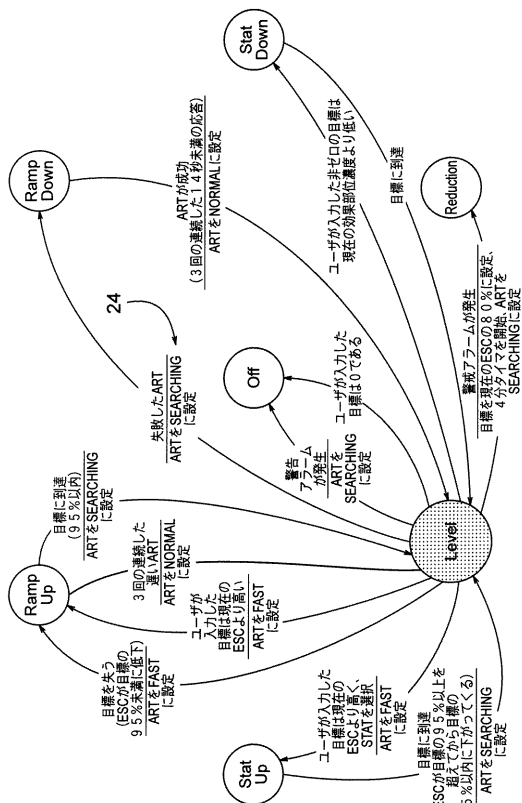 Ramp
Up
Ramp
Down
Stat
Up
Stat
Down
Off
Reduction
Level
24
目標を失う
(ESCが目標の
95%未満に低下)
ARTをFAST
に設定
ユーザが
入力した
目標は現在の
ESCより高い
ARTをFAST
に設定
3回の連続した
遅いART
ARTをNORMAL
に設定
目標に到達
(95%以内)
ARTをSEARCHING
に設定
失敗したART
ARTをSEARCHING
に設定
ARTが成功
(3回の連続した14秒未満の応答)
ARTをNORMALに設定
警告
アラーム
が発生
ARTを
SEARCHING
に設定
ユーザが入力した
目標は0である
ユーザが入力した非ゼロの目標は
現在の効果部位濃度より低い
目標に到達
警戒アラームが発生
目標を現在のESCの80%に設定、
4分タイマを開始、ARTを
SEARCHINGに設定
ユーザが入力した
目標は現在の
ESCより高く、
STATを選択
ARTをFAST
に設定
目標に到達
ESCが目標の95%以上を
超えてから目標の
5%以内に下がってくる)
ARTをSEARCHING
に設定